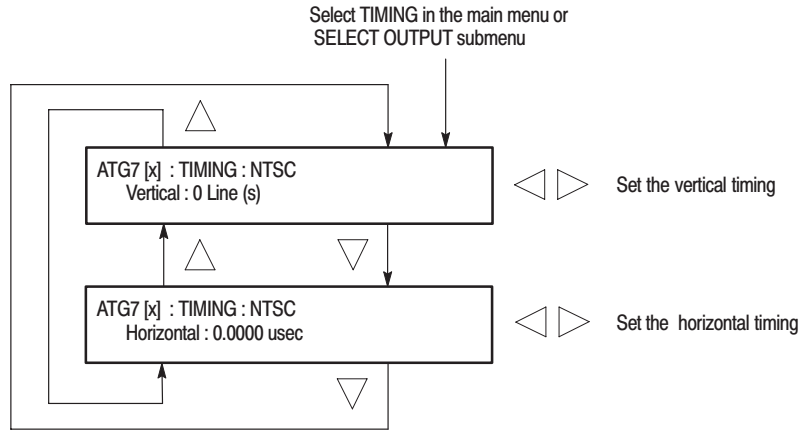 Select TIMING in the main menu or
SELECT OUTPUT submenu
ATG7 [x] : TIMING : NTSC
Vertical : 0 Line (s)
Set the vertical timing
ATG7 [x] : TIMING : NTSC
Horizontal : 0.0000 usec
Set the horizontal timing